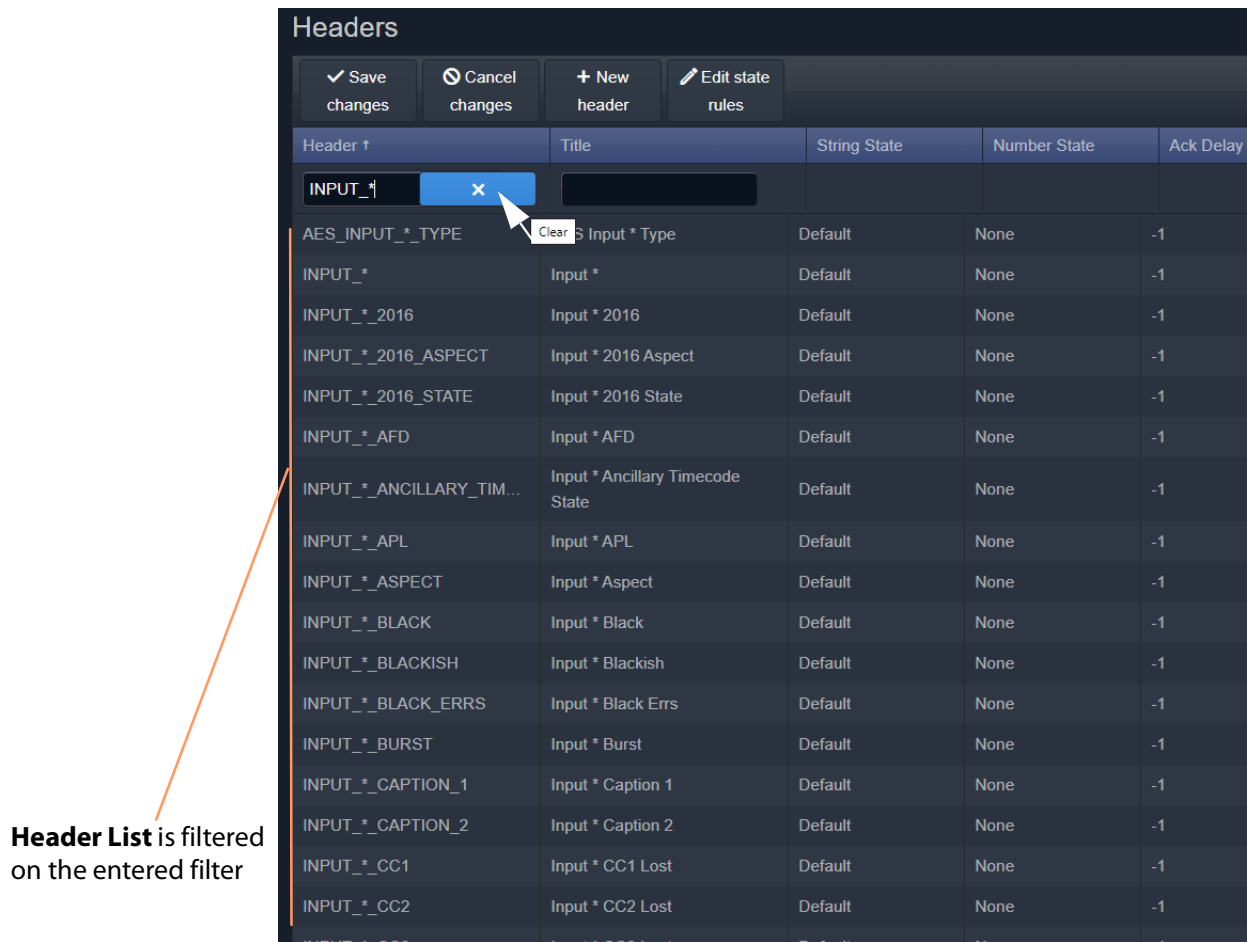 Headers
Save changes
Cancel changes
New header
Edit state rules
Header ↑ Title String State Number State Ack Delay
INPUT_*
Clear
AES_INPUT_*_TYPE S Input * Type Default None -1
INPUT_* Input * Default None -1
INPUT_*_2016 Input * 2016 Default None -1
INPUT_*_2016_ASPECT Input * 2016 Aspect Default None -1
INPUT_*_2016_STATE Input * 2016 State Default None -1
INPUT_*_AFD Input * AFD Default None -1
INPUT_*_ANCILLARY_TIM... Input * Ancillary Timecode State Default None -1
INPUT_*_APL Input * APL Default None -1
INPUT_*_ASPECT Input * Aspect Default None -1
INPUT_*_BLACK Input * Black Default None -1
INPUT_*_BLACKISH Input * Blackish Default None -1
INPUT_*_BLACK_ERRS Input * Black Errs Default None -1
INPUT_*_BURST Input * Burst Default None -1
INPUT_*_CAPTION_1 Input * Caption 1 Default None -1
INPUT_*_CAPTION_2 Input * Caption 2 Default None -1
INPUT_*_CC1 Input * CC1 Lost Default None -1
INPUT_*_CC2 Input * CC2 Lost Default None -1
Header List is filtered
on the entered filter